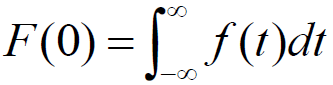 F(0) = ∫_{-∞}^{∞} f(t)dt